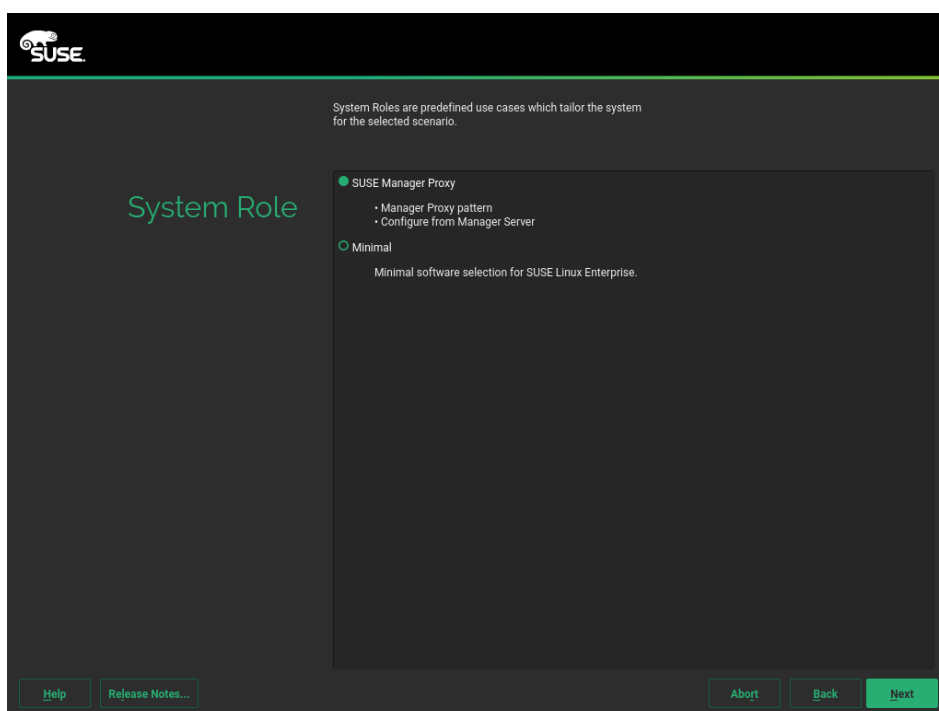 SUSE.
System Roles are predefined use cases which tailor the system
for the selected scenario.
System Role
SUSE Manager Proxy
• Manager Proxy pattern
• Configure from Manager Server
Minimal
Minimal software selection for SUSE Linux Enterprise.
Help
Release Notes...
Abort
Back
Next